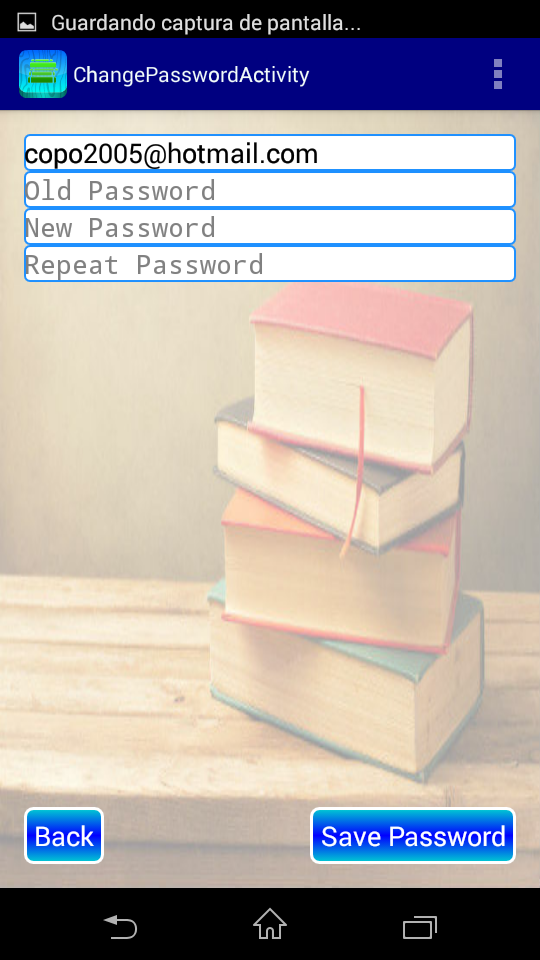 Guardando captura de pantalla...
ChangePasswordActivity
copo2005@hotmail.com
Old Password
New Password
Repeat Password
Back
Save Password